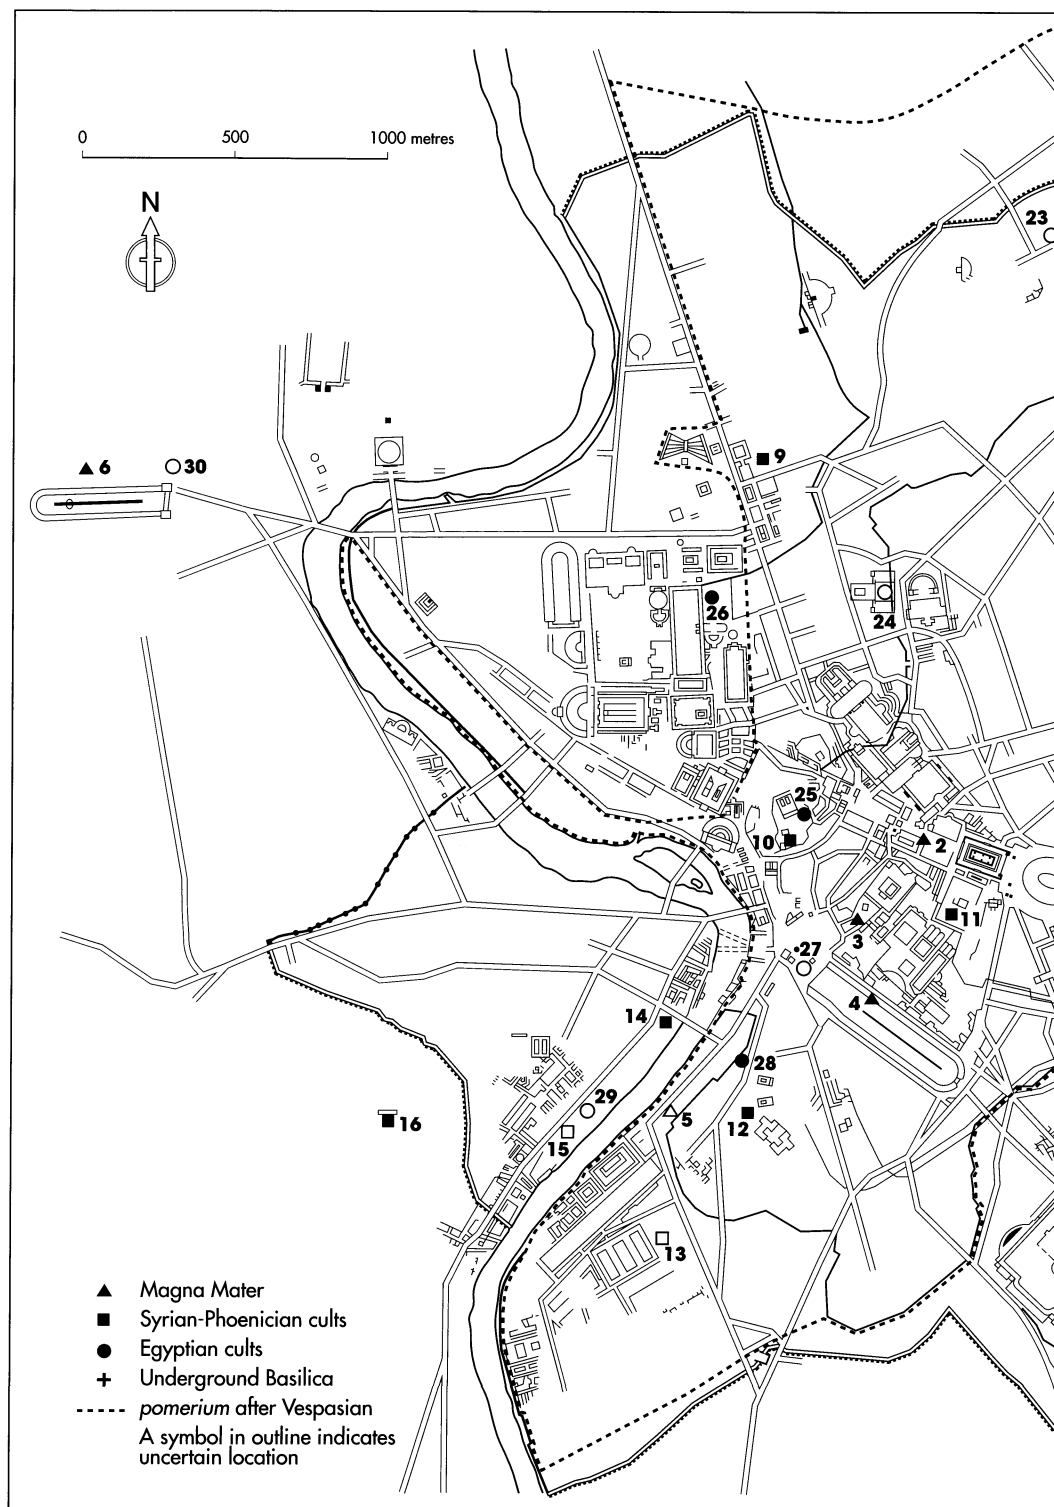 0 500 1000 metres
N
23
6
30
9
26
24
25
10
2
11
3
27
4
14
28
29
5
16
15
12
13
Magna Mater
Syrian-Phoenician cults
Egyptian cults
Underground Basilica
pomerium after Vespasian
A symbol in outline indicates
uncertain location